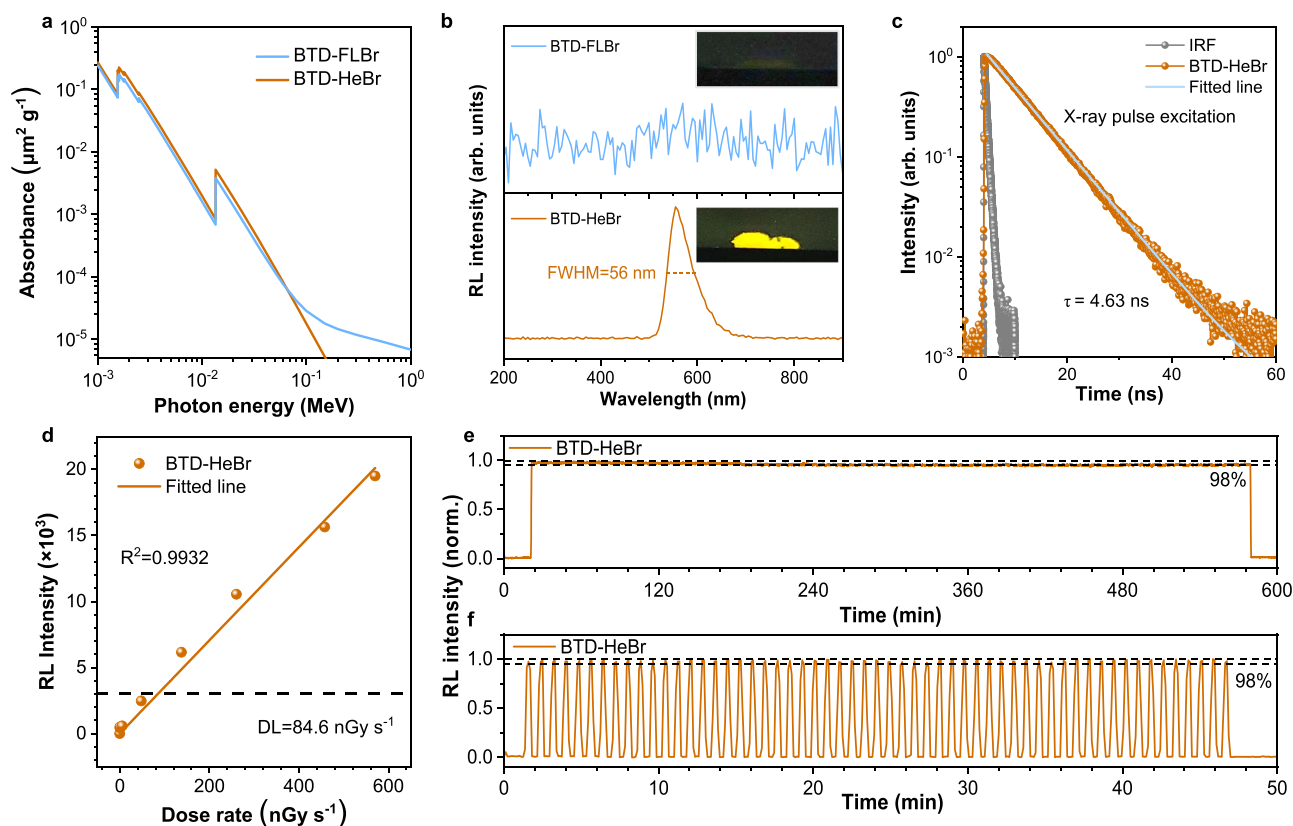 a
10⁰
10⁻¹
10⁻²
10⁻³
10⁻⁴
10⁻⁵
Absorbance (µm² g⁻¹)
BTD-FLBr
BTD-HeBr
10⁻³
10⁻²
10⁻¹
10⁰
Photon energy (MeV)
b
RL intensity (arb. units)
BTD-FLBr
BTD-HeBr
FWHM=56 nm
200
400
600
800
Wavelength (nm)
c
10⁰
10⁻¹
10⁻²
10⁻³
Intensity (arb. units)
IRF
BTD-HeBr
Fitted line
X-ray pulse excitation
τ = 4.63 ns
0
20
40
60
Time (ns)
d
20
15
10
5
0
RL Intensity (×10³)
BTD-HeBr
Fitted line
R²=0.9932
DL=84.6 nGy s⁻¹
0
200
400
600
Dose rate (nGy s⁻¹)
e
BTD-HeBr
1.0
0.5
0.0
98%
0
120
240
360
480
600
Time (min)
RL intensity (norm.)
f
BTD-HeBr
1.0
0.5
0.0
98%
0
10
20
30
40
50
Time (min)